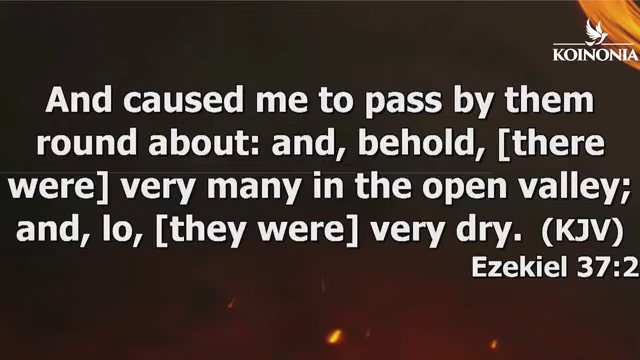 KOINONIA
And caused me to pass by them
round about: and, behold, [there
were] very many in the open valley;
and, lo, [they were] very dry. (KJV)
Ezekiel 37:2